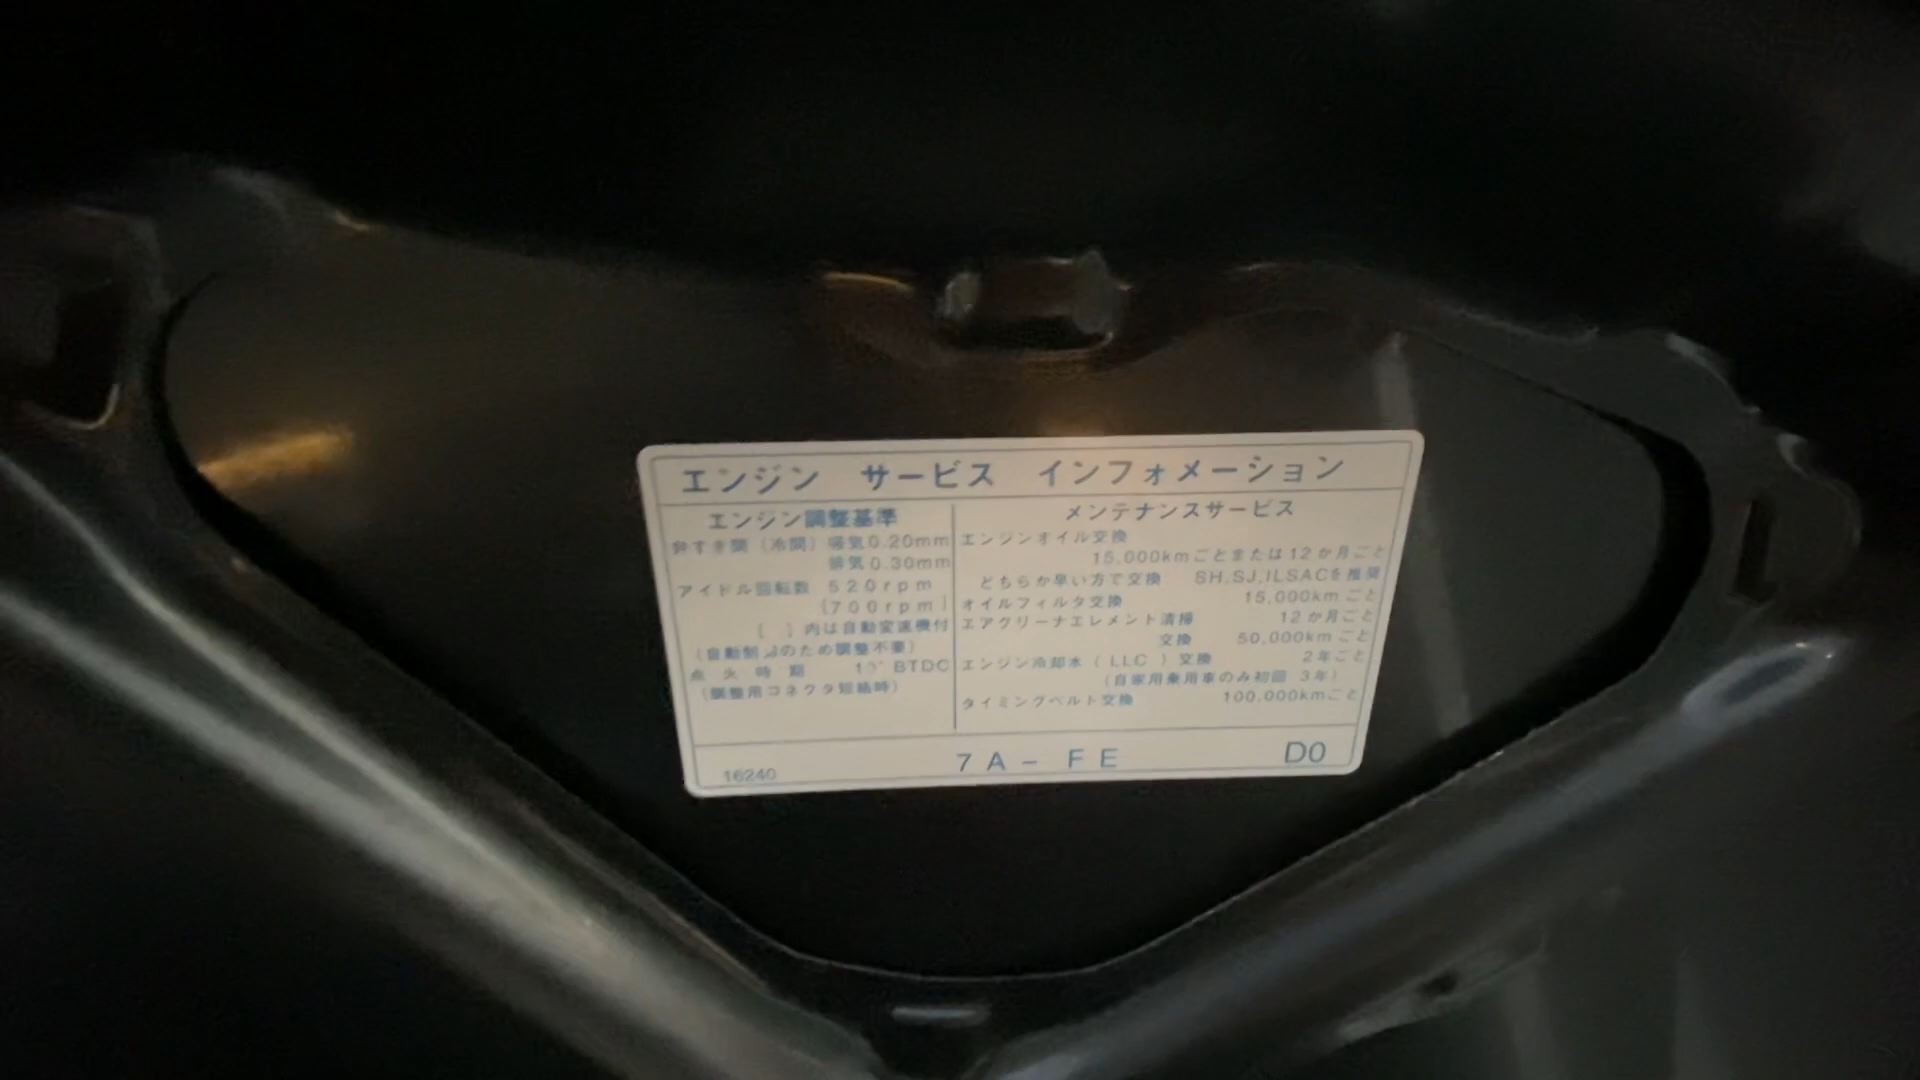 エンジン サービス インフォメーション
エンジン調整基準
弁すき間（冷間）吸気0.20mm
排気0.30mm
アイドル回転数 520rpm
[700rpm]
[ ]内は自動変速機付
（自動制御のため調整不要）
点火時期 10°BTDC
（調整用コネクタ短絡時）
メンテナンスサービス
エンジンオイル交換
15,000kmごとまたは12か月ごと
どちらか早い方で交換 SH,SJ,ILSACを推奨
オイルフィルタ交換 15,000kmごと
エアクリーナエレメント清掃 12か月ごと
交換 50,000kmごと
エンジン冷却水（LLC）交換 2年ごと
（自家用乗用車のみ初回 3年）
タイミングベルト交換 100,000kmごと
16240 7A-FE D0